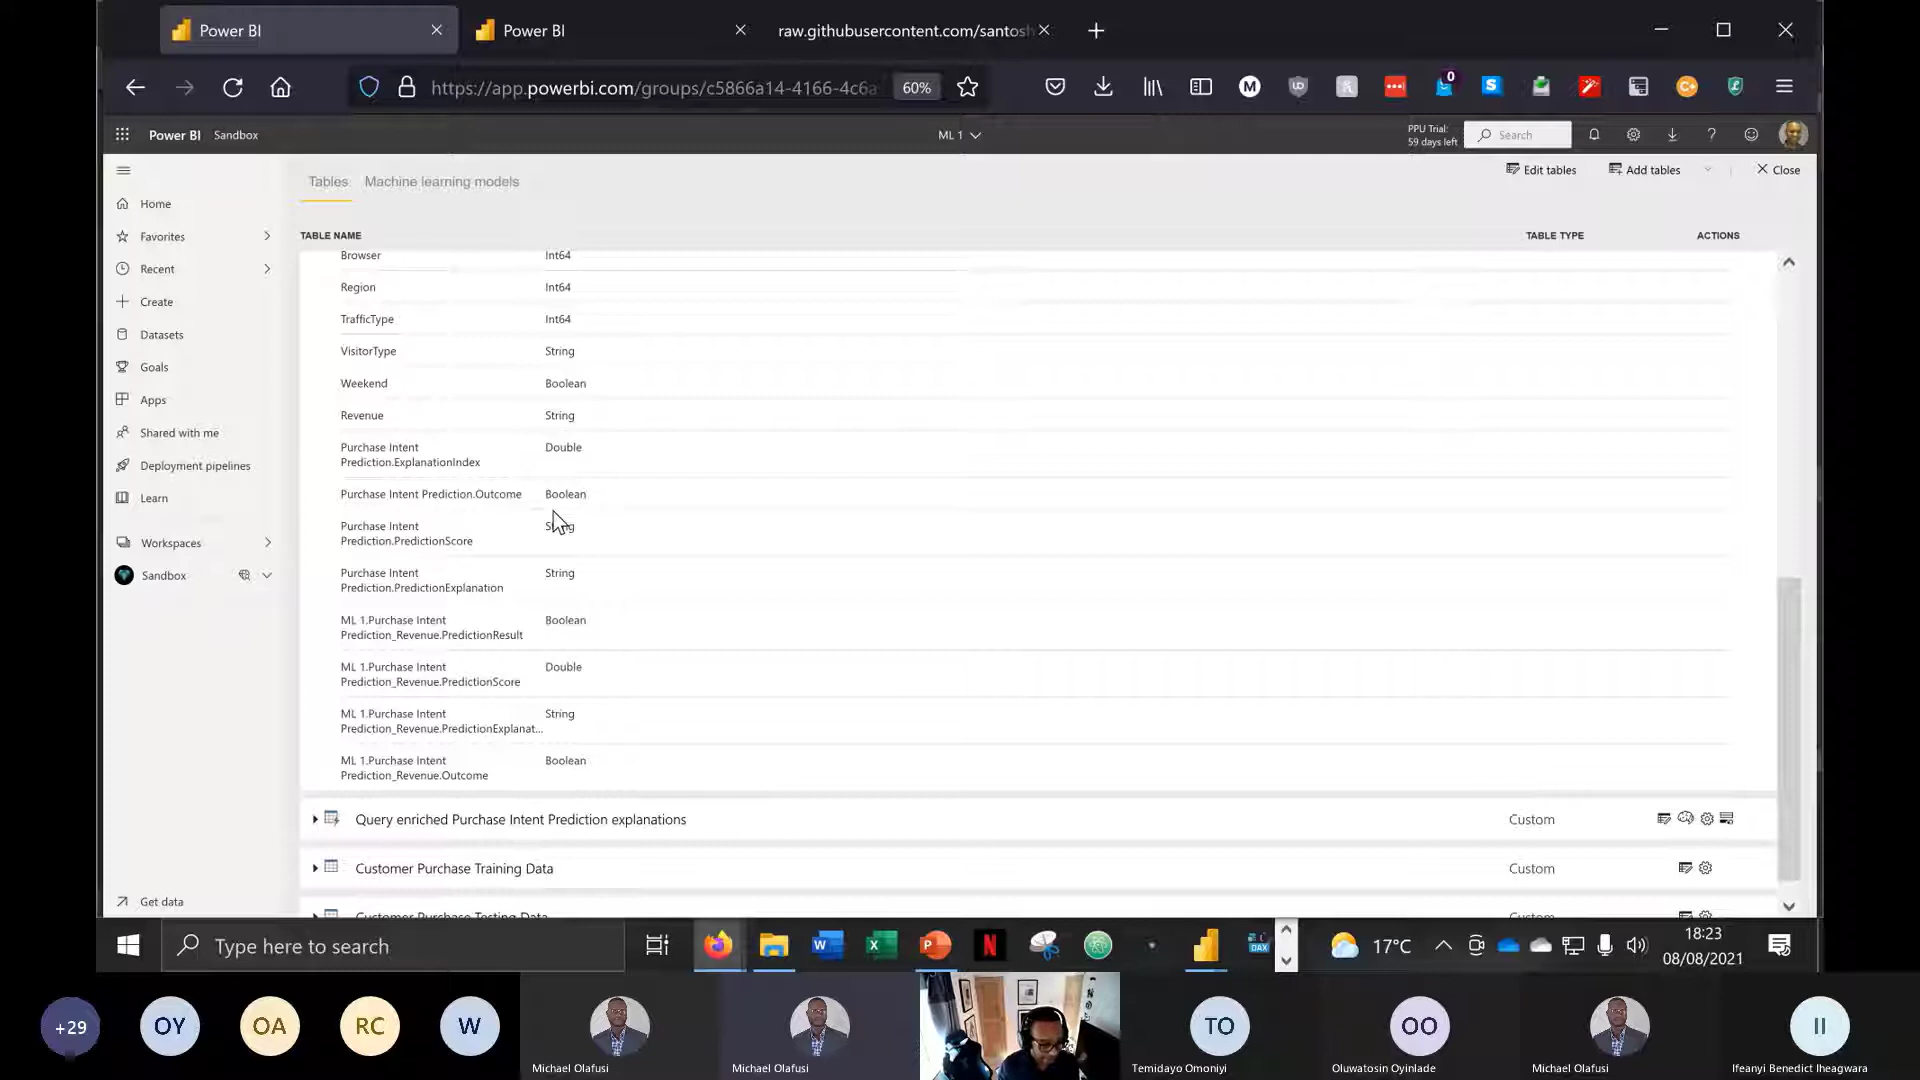 Power BI
Power BI
raw.githubusercontent.com/santosh
https://app.powerbi.com/groups/c5866a14-4166-4c6a
60%
0
Power BI
Sandbox
ML 1
PPU Trial:
59 days left
Search
Tables
Machine learning models
Edit tables
Add tables
Close
Home
Favorites
Recent
Create
Datasets
Goals
Apps
Shared with me
Deployment pipelines
Learn
Workspaces
Sandbox
Get data
TABLE NAME
TABLE TYPE
ACTIONS
Browser Int64
Region Int64
TrafficType Int64
VisitorType String
Weekend Boolean
Revenue String
Purchase Intent Double
Prediction.ExplanationIndex
Purchase Intent Prediction.Outcome Boolean
Purchase Intent
Prediction.PredictionScore
Purchase Intent String
Prediction.PredictionExplanation
ML 1.Purchase Intent Boolean
Prediction_Revenue.PredictionResult
ML 1.Purchase Intent Double
Prediction_Revenue.PredictionScore
ML 1.Purchase Intent String
Prediction_Revenue.PredictionExplanat...
ML 1.Purchase Intent Boolean
Prediction_Revenue.Outcome
Query enriched Purchase Intent Prediction explanations Custom
Customer Purchase Training Data Custom
Customer Purchase Testing Data Custom
Type here to search
DAX
17°C
18:23
08/08/2021
+29
OY
OA
RC
W
Michael Olafusi
Michael Olafusi
TO
Temidayo Omoniyi
OO
Oluwatosin Oyinlade
Michael Olafusi
II
Ifeanyi Benedict Iheagwara